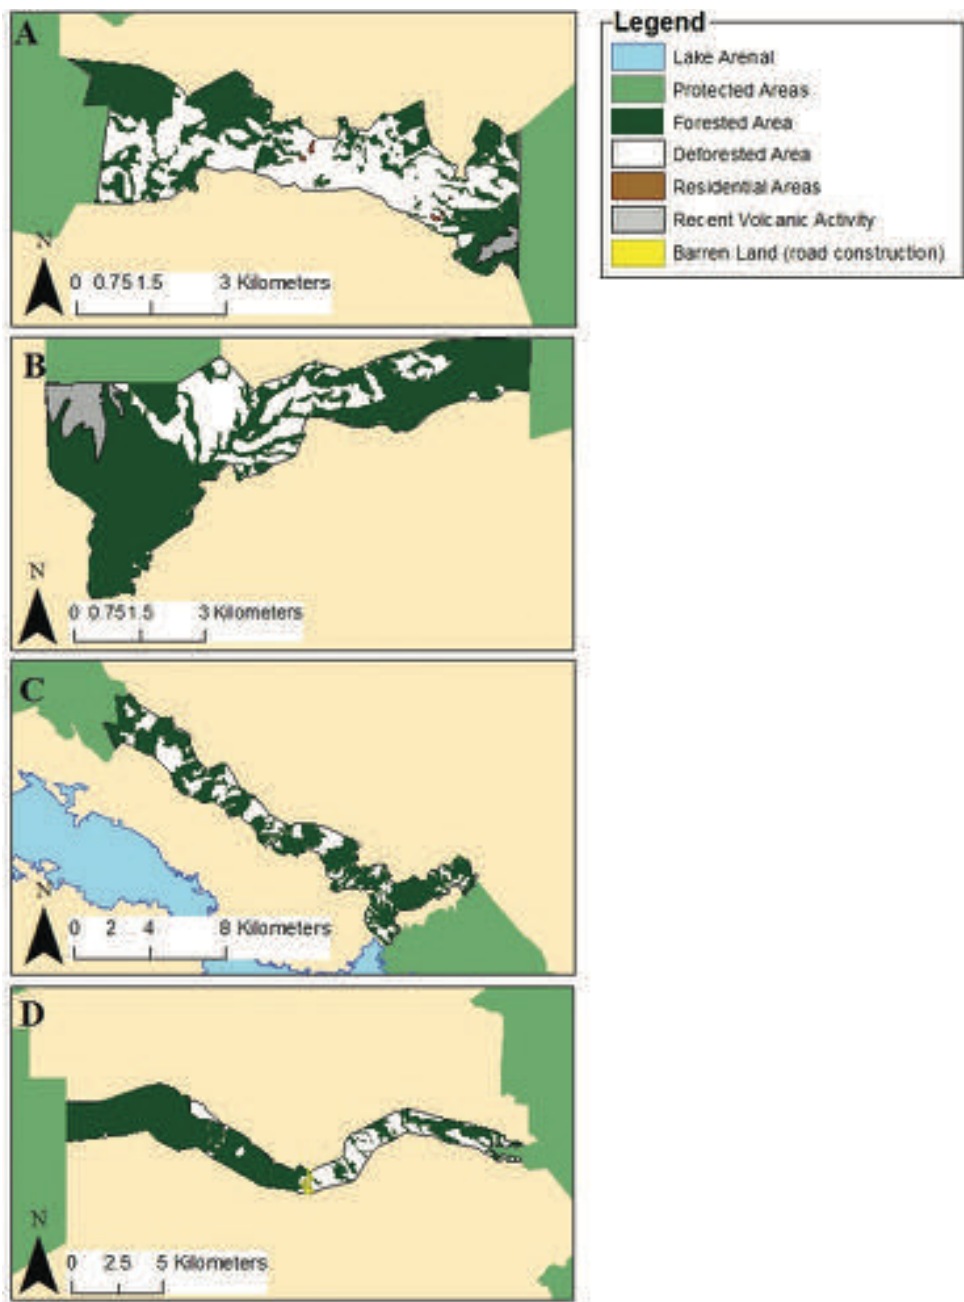 A
N
0 0.75 1.5 3 Kilometers
B
N
0 0.75 1.5 3 Kilometers
C
N
0 2 4 8 Kilometers
D
N
0 2.5 5 Kilometers
Legend
Lake Arenal
Protected Areas
Forested Area
Deforested Area
Residential Areas
Recent Volcanic Activity
Barren Land (road construction)